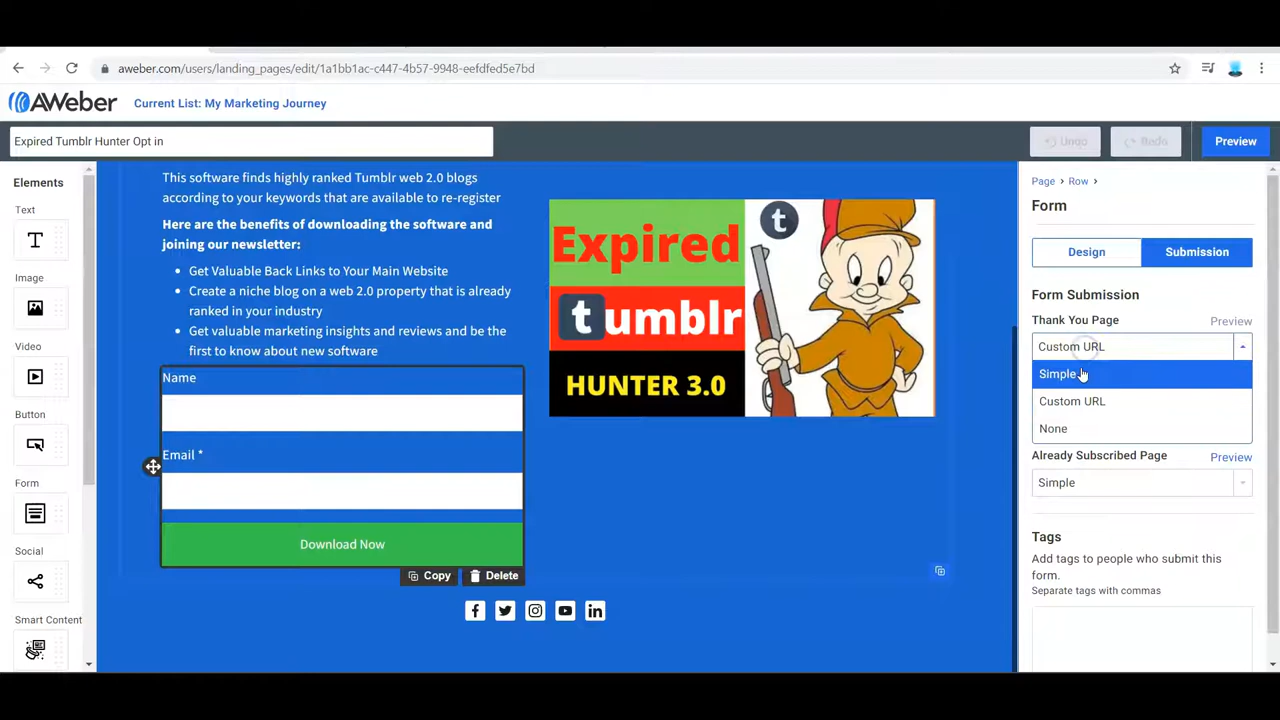 aweber.com/users/landing_pages/edit/1a1bb1ac-c447-4b57-9948-eefdfed5e7bd
AWeber
Current List: My Marketing Journey
Expired Tumblr Hunter Opt in
Undo
Redo
Preview
Elements
Text
T
Image
Video
Button
Form
Social
Smart Content
This software finds highly ranked Tumblr web 2.0 blogs
according to your keywords that are available to re-register
Here are the benefits of downloading the software and
joining our newsletter:
• Get Valuable Back Links to Your Main Website
• Create a niche blog on a web 2.0 property that is already
ranked in your industry
• Get valuable marketing insights and reviews and be the
first to know about new software
Name
Email *
Download Now
Copy
Delete
Expired
tumblr
HUNTER 3.0
t
Page > Row >
Form
Design
Submission
Form Submission
Thank You Page
Preview
Custom URL
Simple
Custom URL
None
Already Subscribed Page
Preview
Simple
Tags
Add tags to people who submit this
form.
Separate tags with commas